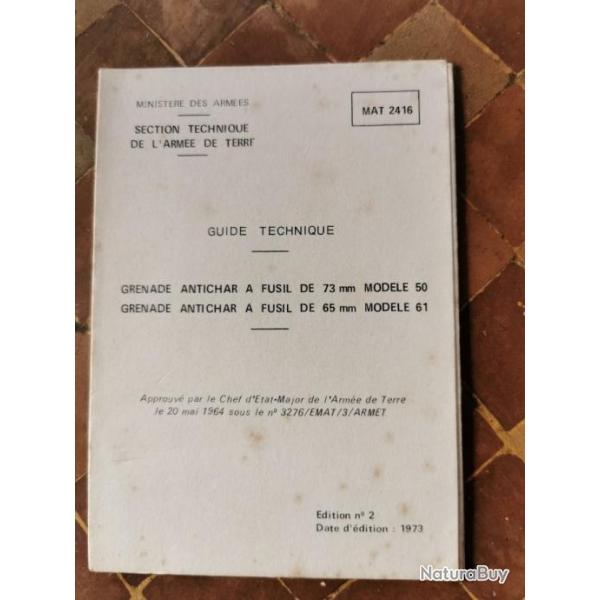 MINISTERE DES ARMEES
MAT 2416
SECTION TECHNIQUE
DE L'ARMEE DE TERRE
GUIDE TECHNIQUE
GRENADE ANTICHAR A FUSIL DE 73 mm MODELE 50
GRENADE ANTICHAR A FUSIL DE 65 mm MODELE 61
Approuvé par le Chef d'Etat-Major de l'Armée de Terre
le 20 mai 1964 sous le nº 3276/EMAT/3/ARMET
Edition nº 2
Date d'édition : 1973
NaturaBuy